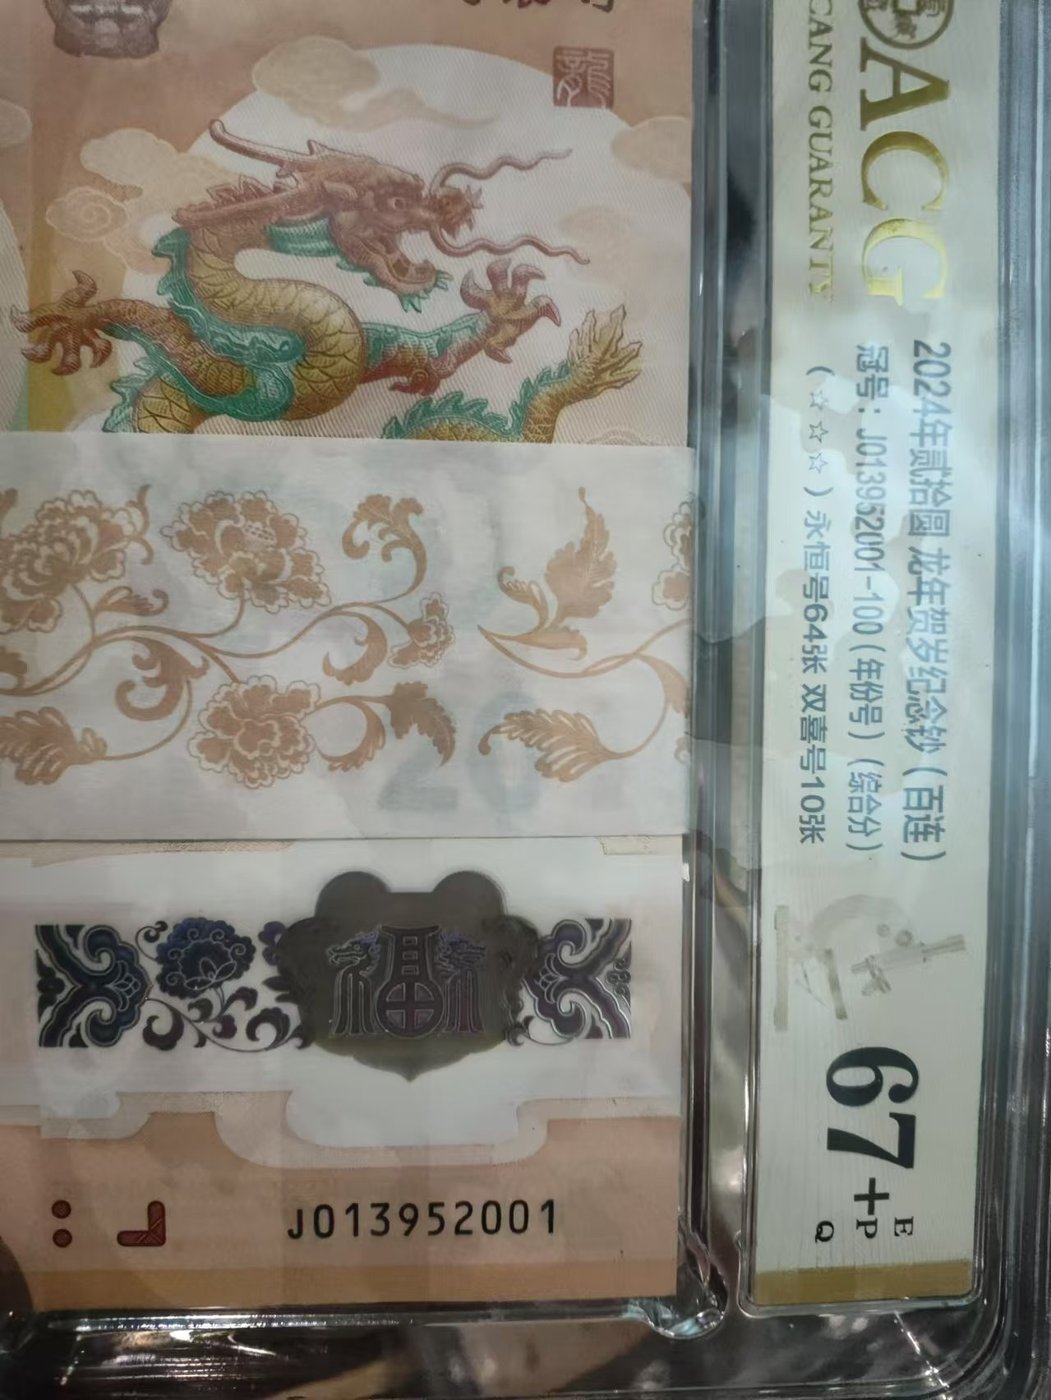 ACG
CANG GUARANTY
2024年贰拾圆 龙年贺岁纪念钞（百连）
冠号：J013952001-100（年份号）（综合分）
（☆☆☆）永恒号64张 双喜号10张
67+
E
P
Q
福
J013952001